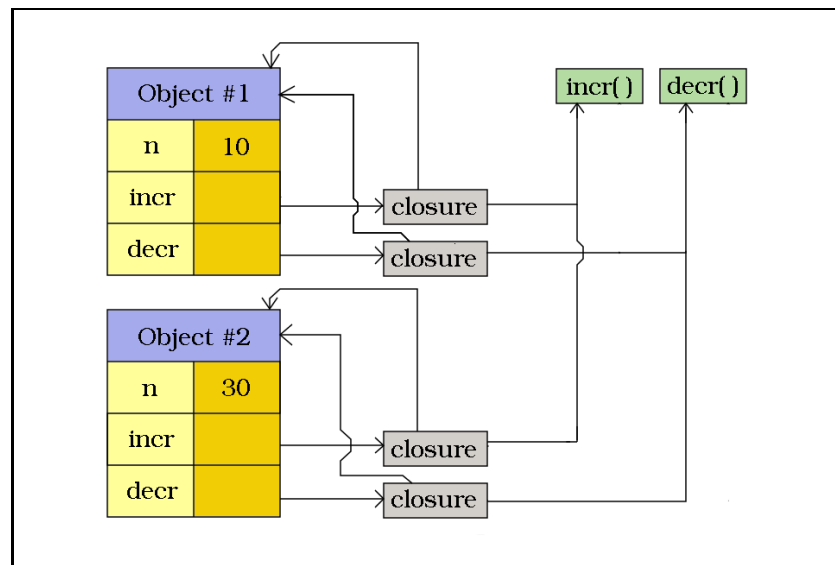 Object #1
n 10
incr
decr
closure
closure
incr( ) decr( )
Object #2
n 30
incr
decr
closure
closure